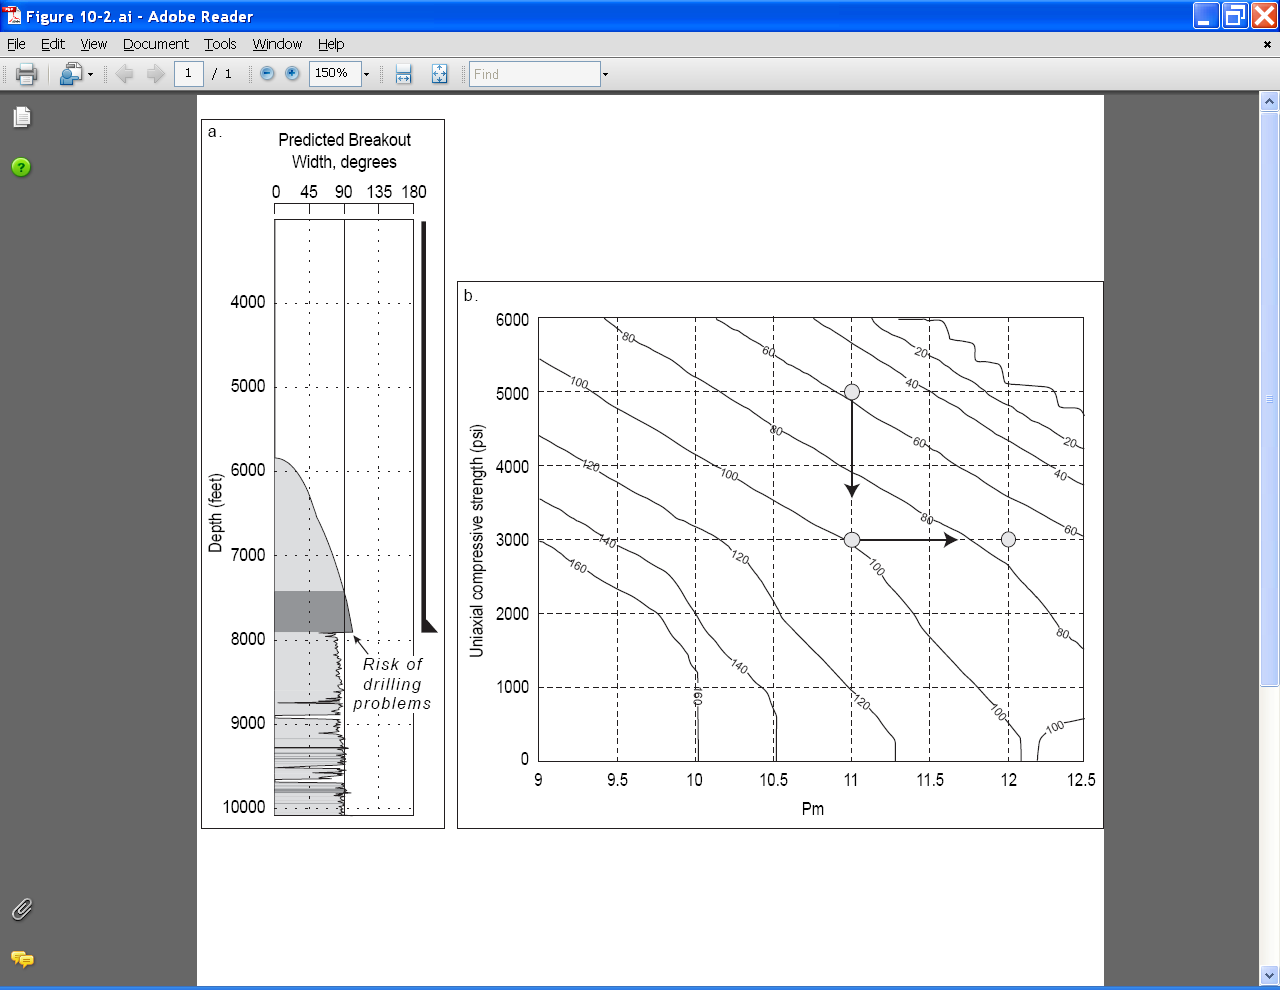 Figure 10-2.ai - Adobe Reader
File Edit View Document Tools Window Help
1 / 1 150% Find
a.
Predicted Breakout
Width, degrees
0 45 90 135 180
4000
5000
6000
7000
8000
9000
10000
Depth (feet)
Risk of
drilling
problems
b.
6000
5000
4000
3000
2000
1000
0
Uniaxial compressive strength (psi)
80
60
20
100
40
80
60
20
120
100
40
80
60
140
120
160
100
80
140
160
120
100
100
9 9.5 10 10.5 11 11.5 12 12.5
Pm